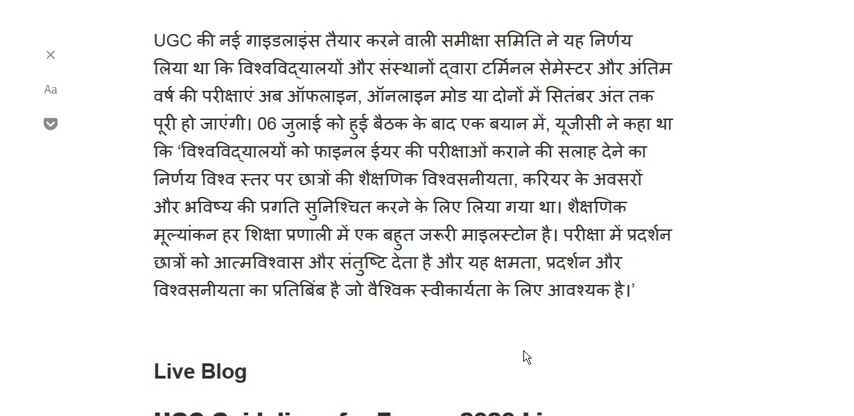 Aa
UGC की नई गाइडलाइंस तैयार करने वाली समीक्षा समिति ने यह निर्णय
लिया था कि विश्वविद्यालयों और संस्थानों द्वारा टर्मिनल सेमेस्टर और अंतिम
वर्ष की परीक्षाएं अब ऑफलाइन, ऑनलाइन मोड या दोनों में सितंबर अंत तक
पूरी हो जाएंगी। 06 जुलाई को हुई बैठक के बाद एक बयान में, यूजीसी ने कहा था
कि ‘विश्वविद्यालयों को फाइनल ईयर की परीक्षाओं कराने की सलाह देने का
निर्णय विश्व स्तर पर छात्रों की शैक्षणिक विश्वसनीयता, करियर के अवसरों
और भविष्य की प्रगति सुनिश्चित करने के लिए लिया गया था। शैक्षणिक
मूल्यांकन हर शिक्षा प्रणाली में एक बहुत जरूरी माइलस्टोन है। परीक्षा में प्रदर्शन
छात्रों को आत्मविश्वास और संतुष्टि देता है और यह क्षमता, प्रदर्शन और
विश्वसनीयता का प्रतिबिंब है जो वैश्विक स्वीकार्यता के लिए आवश्यक है।’
Live Blog